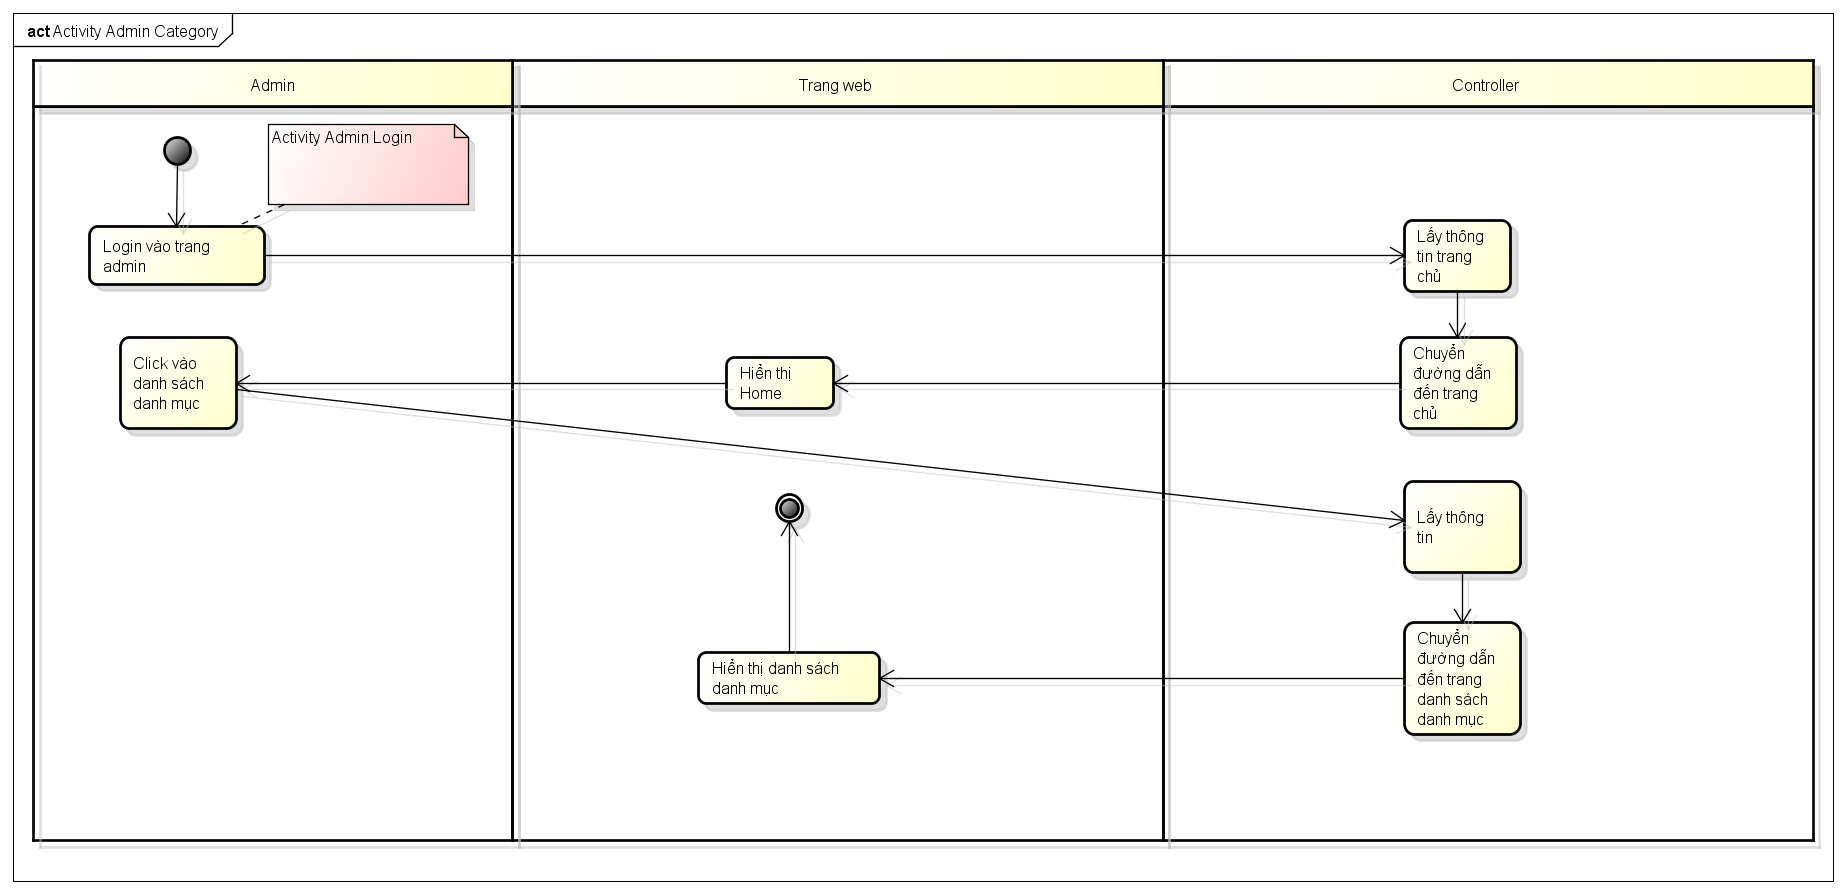 act Activity Admin Category
Admin
Trang web
Controller
Activity Admin Login
Login vào trang
admin
Lấy thông
tin trang
chủ
Click vào
danh sách
danh mục
Hiển thị
Home
Chuyển
đường dẫn
đến trang
chủ
Lấy thông
tin
Hiển thị danh sách
danh mục
Chuyển
đường dẫn
đến trang
danh sách
danh mục